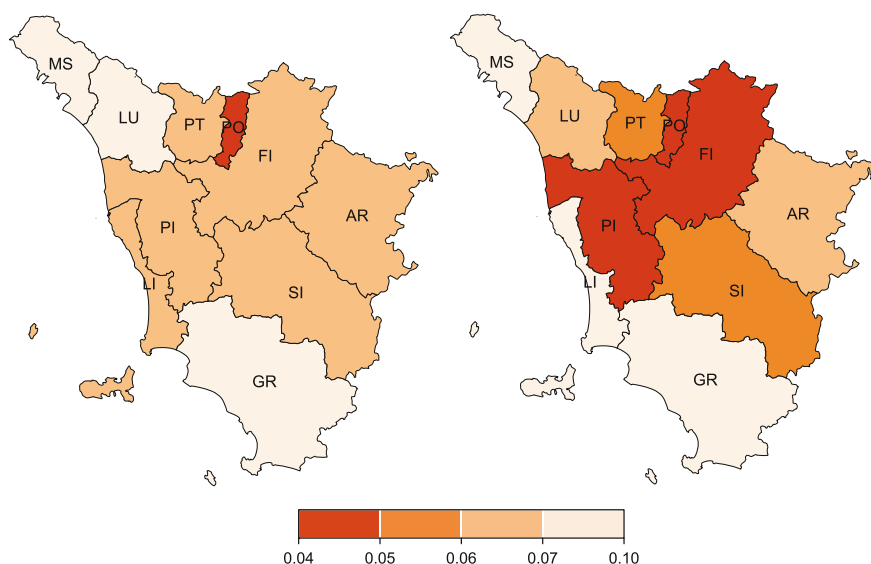 MS
LU
PT
PO
FI
AR
PI
LI
SI
GR
MS
LU
PT
PO
FI
AR
PI
LI
SI
GR
0.04 0.05 0.06 0.07 0.10